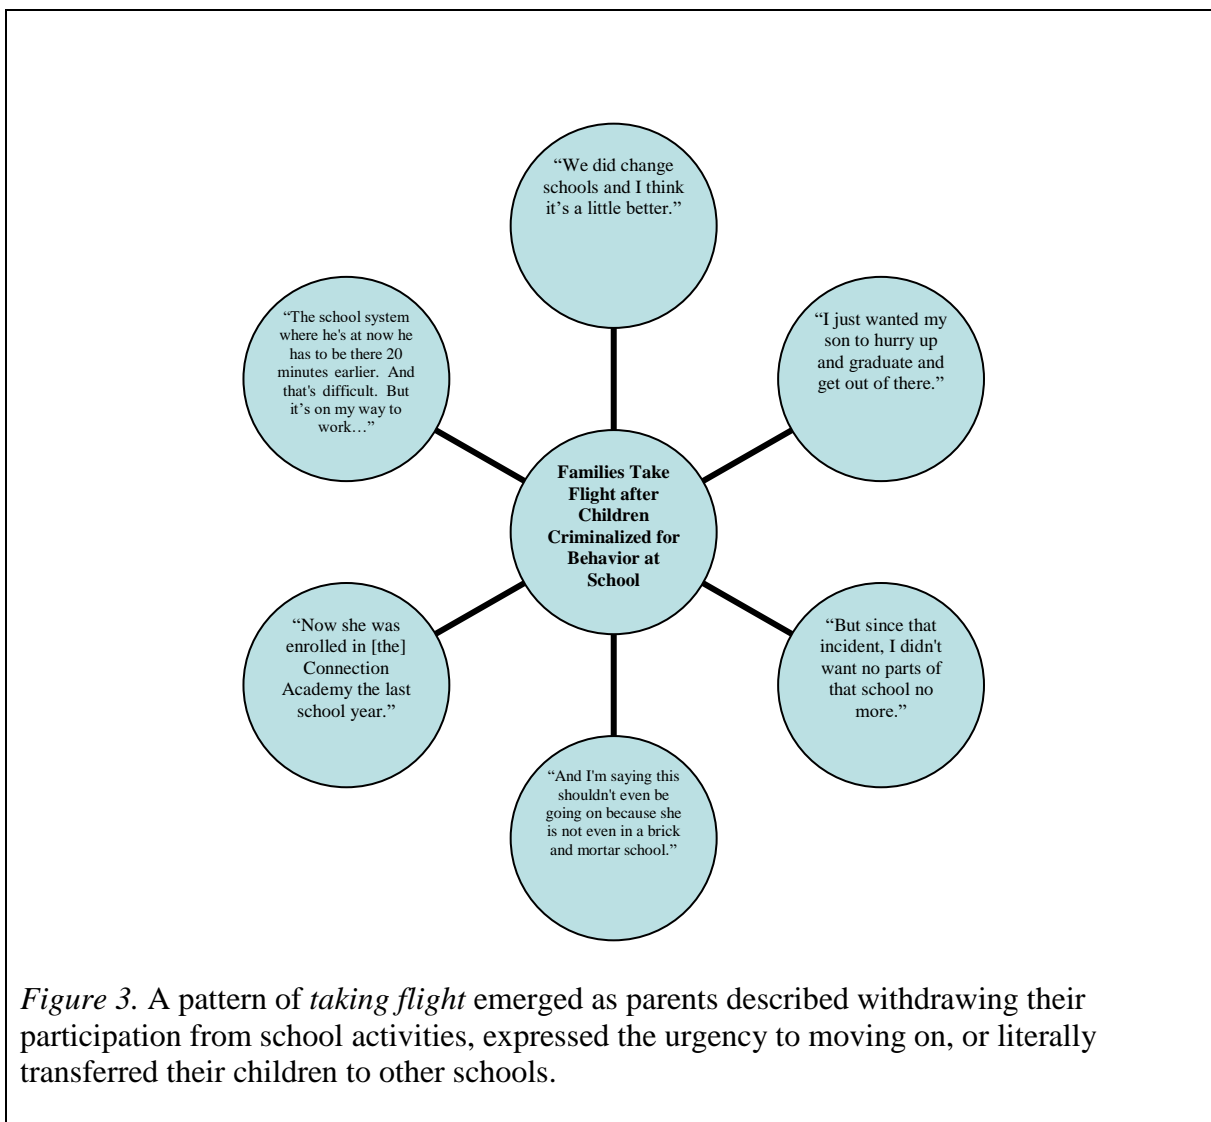 “We did change
schools and I think
it’s a little better.”
“The school system
where he's at now he
has to be there 20
minutes earlier. And
that's difficult. But
it’s on my way to
work…”
“I just wanted my
son to hurry up
and graduate and
get out of there.”
Families Take
Flight after
Children
Criminalized for
Behavior at
School
“Now she was
enrolled in [the]
Connection
Academy the last
school year.”
“But since that
incident, I didn't
want no parts of
that school no
more.”
“And I'm saying this
shouldn't even be
going on because she
is not even in a brick
and mortar school.”
Figure 3. A pattern of taking flight emerged as parents described withdrawing their
participation from school activities, expressed the urgency to moving on, or literally
transferred their children to other schools.